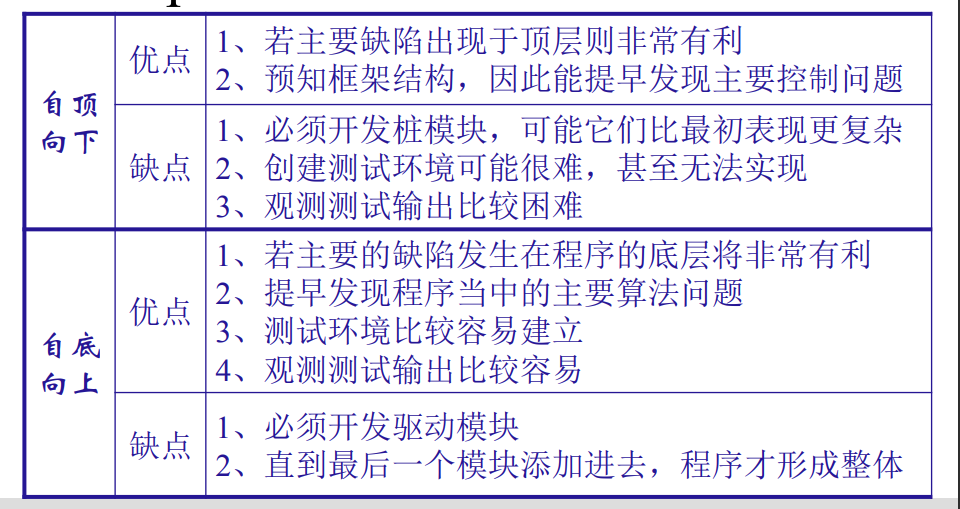 自顶
向下
优点
1、若主要缺陷出现于顶层则非常有利
2、预知框架结构，因此能提早发现主要控制问题
缺点
1、必须开发桩模块，可能它们比最初表现更复杂
2、创建测试环境可能很难，甚至无法实现
3、观测测试输出比较困难
自底
向上
优点
1、若主要的缺陷发生在程序的底层将非常有利
2、提早发现程序当中的主要算法问题
3、测试环境比较容易建立
4、观测测试输出比较容易
缺点
1、必须开发驱动模块
2、直到最后一个模块添加进去，程序才形成整体